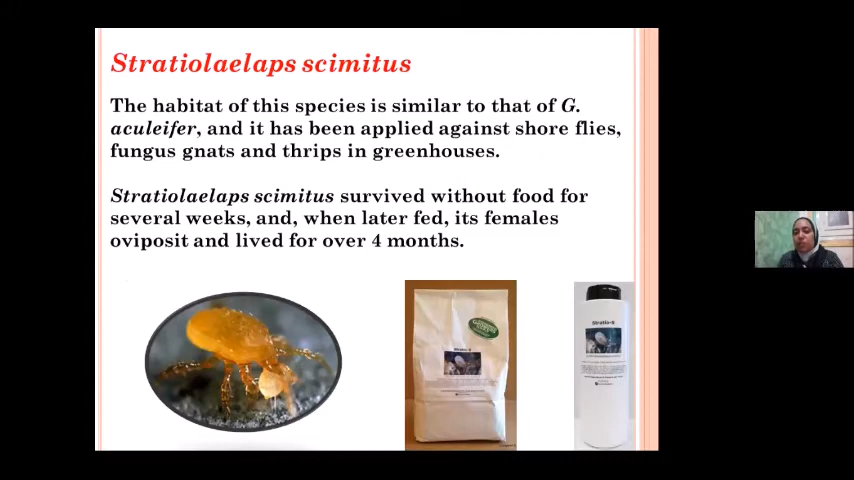 Stratiolaelaps scimitus
The habitat of this species is similar to that of G.
aculeifer, and it has been applied against shore flies,
fungus gnats and thrips in greenhouses.
Stratiolaelaps scimitus survived without food for
several weeks, and, when later fed, its females
oviposit and lived for over 4 months.